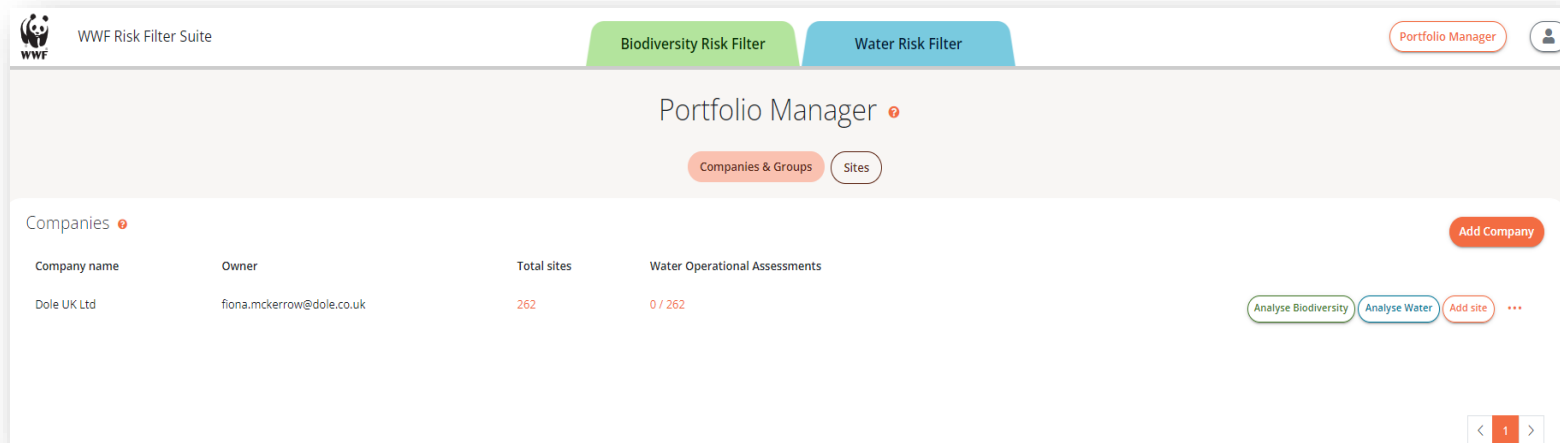 WWF
WWF Risk Filter Suite
Biodiversity Risk Filter
Water Risk Filter
Portfolio Manager
Portfolio Manager ?
Companies & Groups
Sites
Companies ?
Add Company
Company name Owner Total sites Water Operational Assessments
Dole UK Ltd fiona.mckerrow@dole.co.uk 262 0 / 262 Analyse Biodiversity Analyse Water Add site ...
< 1 >